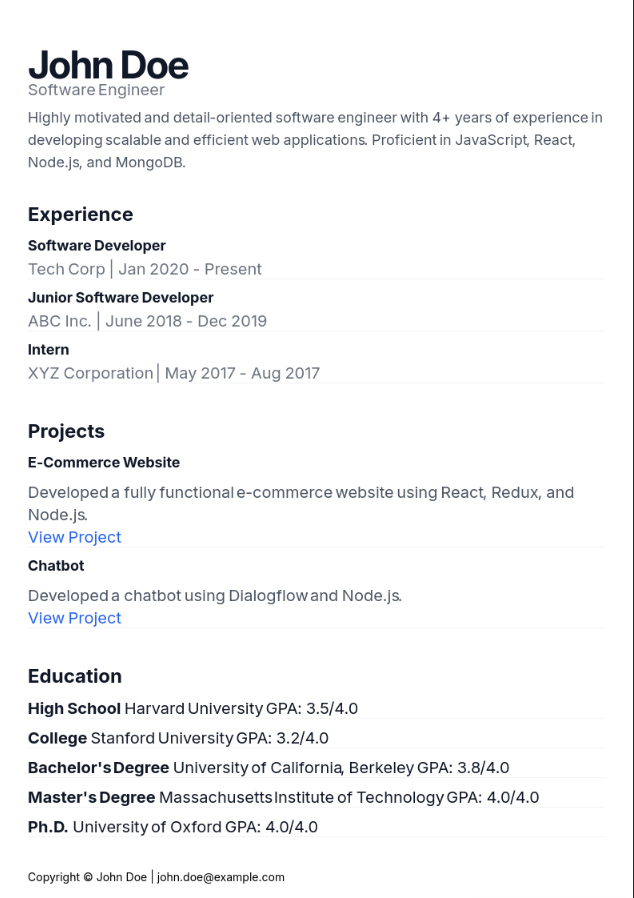 John Doe
Software Engineer
Highly motivated and detail-oriented software engineer with 4+ years of experience in
developing scalable and efficient web applications. Proficient in JavaScript, React,
Node.js, and MongoDB.
Experience
Software Developer
Tech Corp | Jan 2020 - Present
Junior Software Developer
ABC Inc. | June 2018 - Dec 2019
Intern
XYZ Corporation | May 2017 - Aug 2017
Projects
E-Commerce Website
Developed a fully functional e-commerce website using React, Redux, and
Node.js.
View Project
Chatbot
Developed a chatbot using Dialogflow and Node.js.
View Project
Education
High School Harvard University GPA: 3.5/4.0
College Stanford University GPA: 3.2/4.0
Bachelor's Degree University of California, Berkeley GPA: 3.8/4.0
Master's Degree Massachusetts Institute of Technology GPA: 4.0/4.0
Ph.D. University of Oxford GPA: 4.0/4.0
Copyright © John Doe | john.doe@example.com